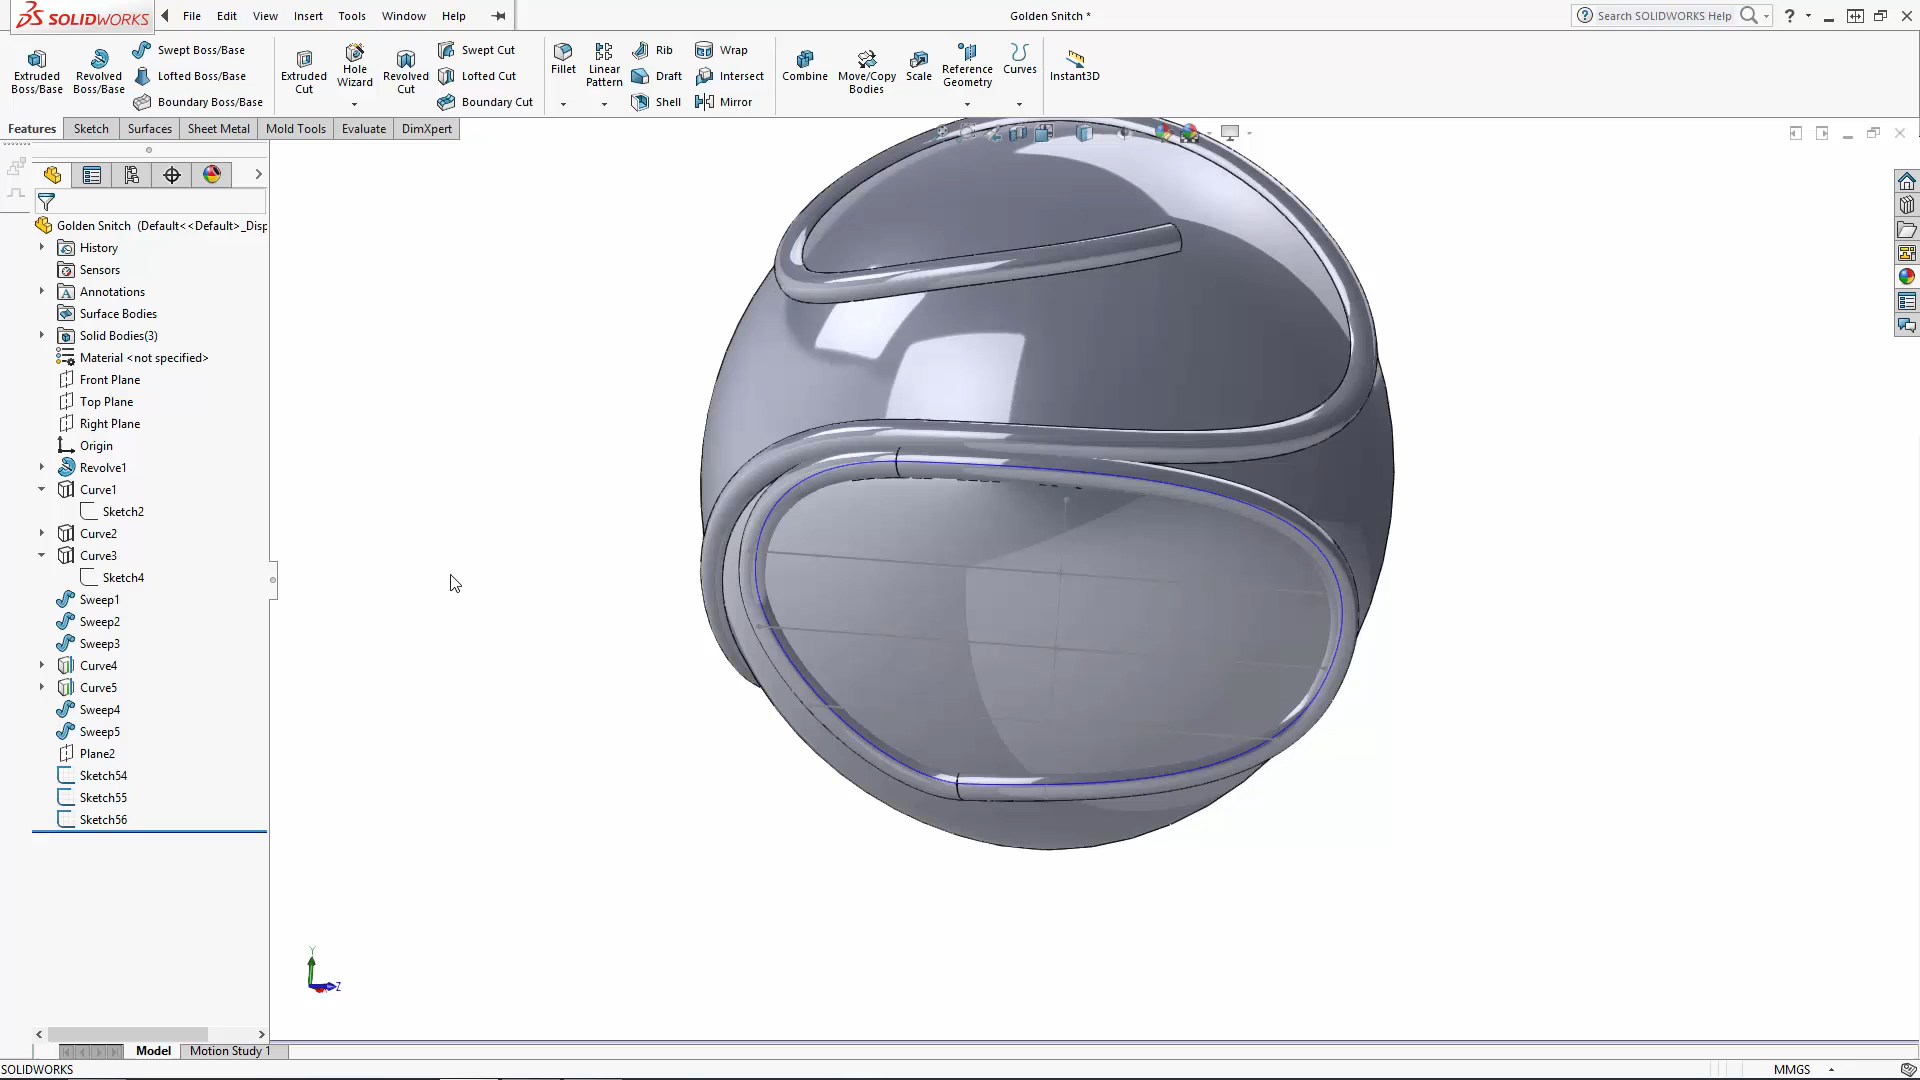 SOLIDWORKS
File Edit View Insert Tools Window Help
Golden Snitch *
Search SOLIDWORKS Help
Extruded Boss/Base
Revolved Boss/Base
Swept Boss/Base
Lofted Boss/Base
Boundary Boss/Base
Extruded Cut
Hole Wizard
Revolved Cut
Swept Cut
Lofted Cut
Boundary Cut
Fillet
Linear Pattern
Rib
Draft
Shell
Wrap
Intersect
Mirror
Combine
Move/Copy Bodies
Scale
Reference Geometry
Curves
Instant3D
Features Sketch Surfaces Sheet Metal Mold Tools Evaluate DimXpert
Golden Snitch (Default<<Default>_Disp
History
Sensors
Annotations
Surface Bodies
Solid Bodies(3)
Material <not specified>
Front Plane
Top Plane
Right Plane
Origin
Revolve1
Curve1
Sketch2
Curve2
Curve3
Sketch4
Sweep1
Sweep2
Sweep3
Curve4
Curve5
Sweep4
Sweep5
Plane2
Sketch54
Sketch55
Sketch56
Y
Z
Model Motion Study 1
SOLIDWORKS
MMGS